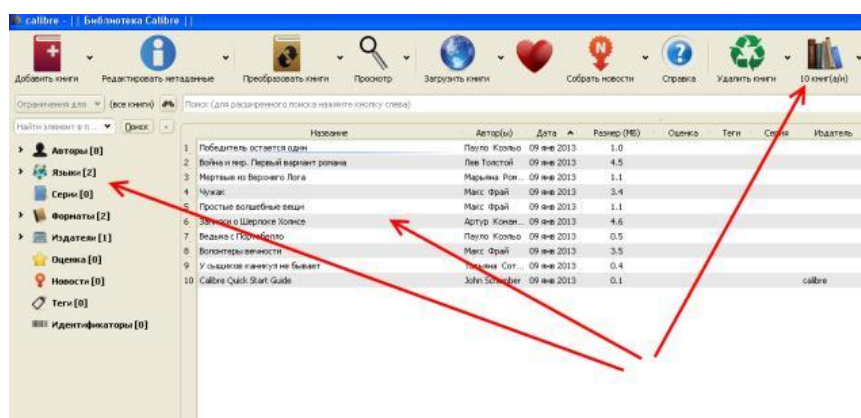 calibre - || Библиотека Calibre ||
Добавить книги Редактировать метаданные Преобразовать книги Просмотр Загрузить книги Собрать новости Справка Удалить книги 10 книг(а/и)
Ограничения для (все книги) Поиск (для расширенного поиска нажмите кнопку слева)
Найти элемент в п... Поиск
Название Автор(ы) Дата Размер (МБ) Оценка Теги Серия Издатель
Авторы [0]
Языки [2]
Серии [0]
Форматы [2]
Издатели [1]
Оценка [0]
Новости [0]
Теги [0]
Идентификаторы [0]
1 Победитель остается один Пауло Коэльо 09 янв 2013 1.0
2 Война и мир. Первый вариант романа Лев Толстой 09 янв 2013 4.5
3 Мертвые из Верхнего Лога Марьяна Ром... 09 янв 2013 1.1
4 Чужак Макс Фрай 09 янв 2013 3.4
5 Простые волшебные вещи Макс Фрай 09 янв 2013 1.1
6 Записки о Шерлоке Холмсе Артур Конан... 09 янв 2013 4.6
7 Ведьма с Портобелло Пауло Коэльо 09 янв 2013 0.5
8 Волонтеры вечности Макс Фрай 09 янв 2013 3.5
9 У сыщиков каникул не бывает Татьяна Сот... 09 янв 2013 0.4
10 Calibre Quick Start Guide John Schember 09 янв 2013 0.1 calibre